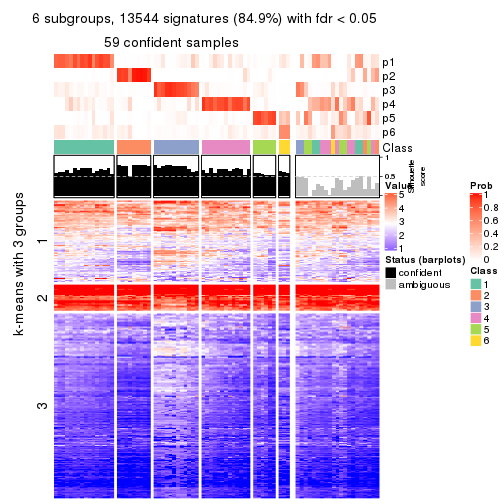 6 subgroups, 13544 signatures (84.9%) with fdr < 0.05
59 confident samples
p1
p2
p3
p4
p5
p6
Class
1
0.5
0
Silhouette
score
k-means with 3 groups
1
2
3
Value
5
4
3
2
1
Status (barplots)
confident
ambiguous
Prob
1
0.8
0.6
0.4
0.2
0
Class
1
2
3
4
5
6